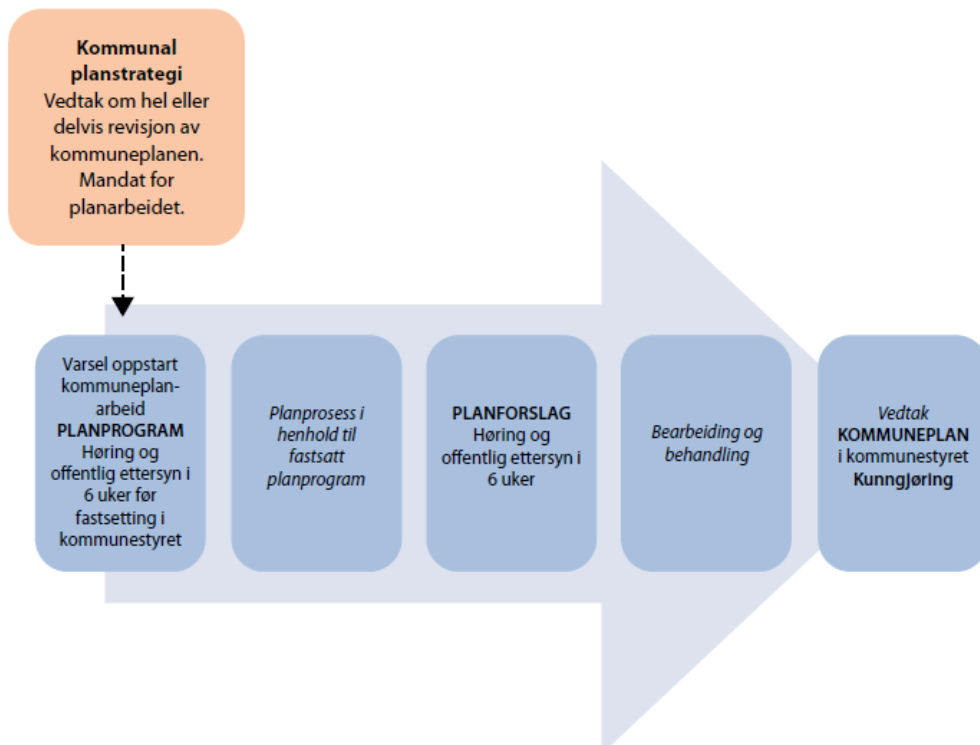 Kommunal
planstrategi
Vedtak om hel eller
delvis revisjon av
kommuneplanen.
Mandat for
planarbeidet.
Varsel oppstart
kommuneplan-
arbeid
PLANPROGRAM
Høring og
offentlig ettersyn i
6 uker før
fastsetting i
kommunestyret
Planprosess i
henhold til
fastsatt
planprogram
PLANFORSLAG
Høring og
offentlig ettersyn i
6 uker
Bearbeiding og
behandling
Vedtak
KOMMUNEPLAN
i kommunestyret
Kunngjøring